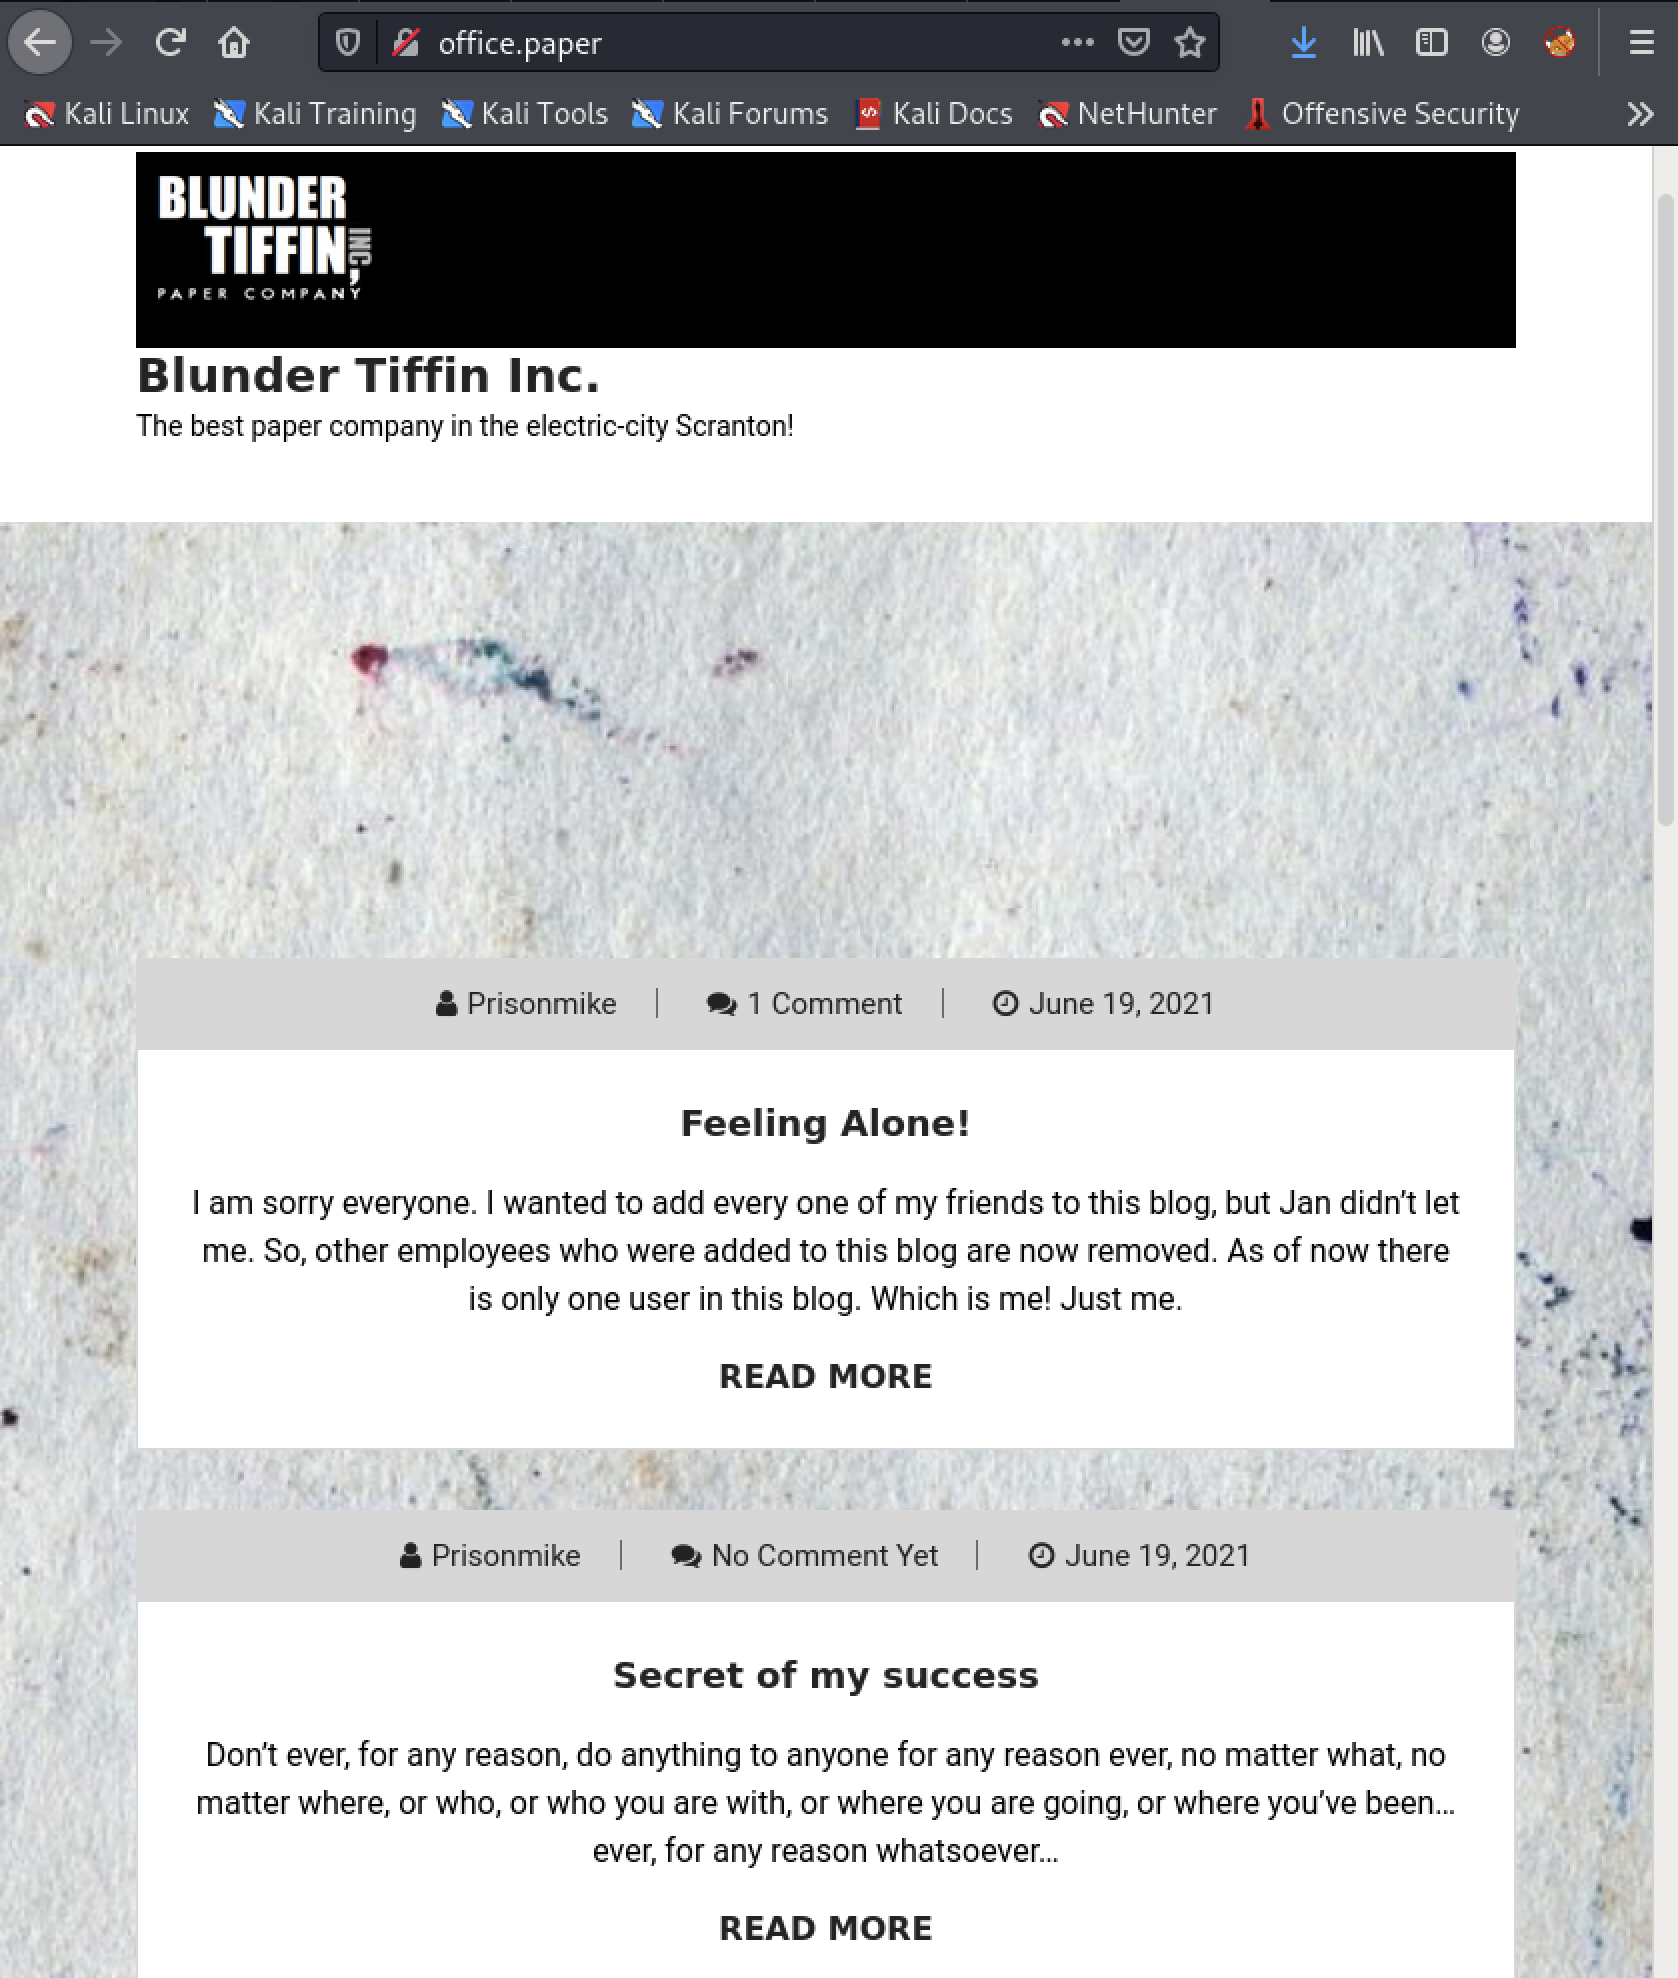 office.paper
Kali Linux Kali Training Kali Tools Kali Forums Kali Docs NetHunter Offensive Security
BLUNDER
TIFFIN, INC
PAPER COMPANY
Blunder Tiffin Inc.
The best paper company in the electric-city Scranton!
Prisonmike 1 Comment June 19, 2021
Feeling Alone!
I am sorry everyone. I wanted to add every one of my friends to this blog, but Jan didn’t let
me. So, other employees who were added to this blog are now removed. As of now there
is only one user in this blog. Which is me! Just me.
READ MORE
Prisonmike No Comment Yet June 19, 2021
Secret of my success
Don’t ever, for any reason, do anything to anyone for any reason ever, no matter what, no
matter where, or who, or who you are with, or where you are going, or where you’ve been…
ever, for any reason whatsoever…
READ MORE